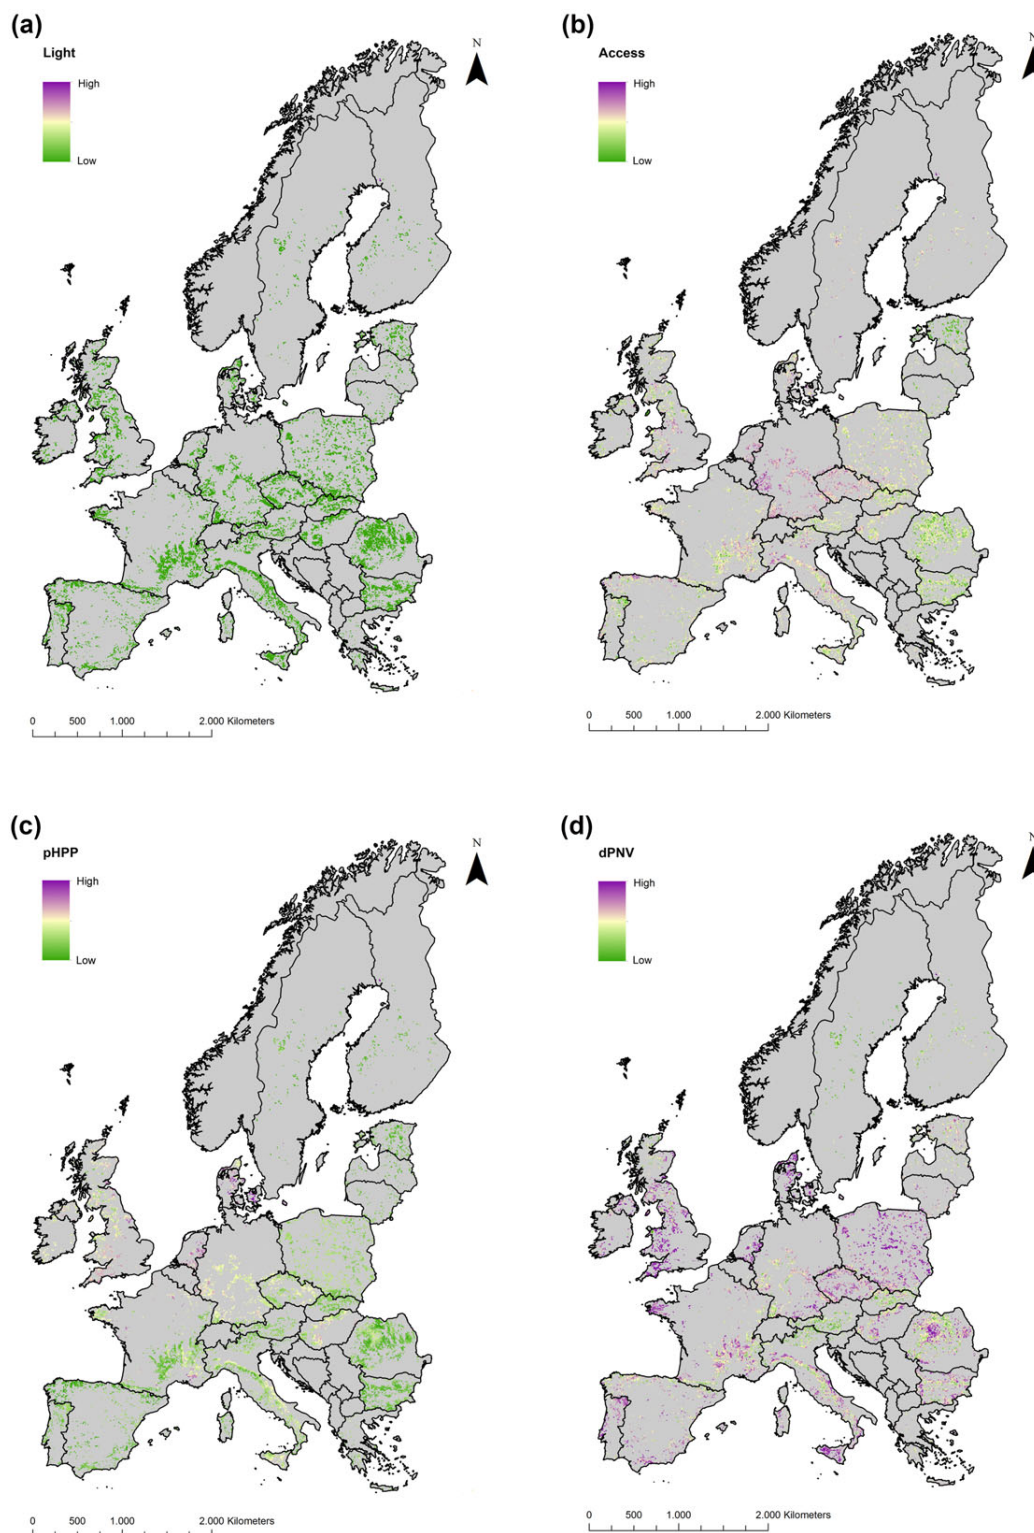 (a)
Light
High
Low
N
0 500 1.000 2.000 Kilometers
(b)
Access
High
Low
N
0 500 1.000 2.000 Kilometers
(c)
pHPP
High
Low
N
0 500 1.000 2.000 Kilometers
(d)
dPNV
High
Low
N
0 500 1.000 2.000 Kilometers